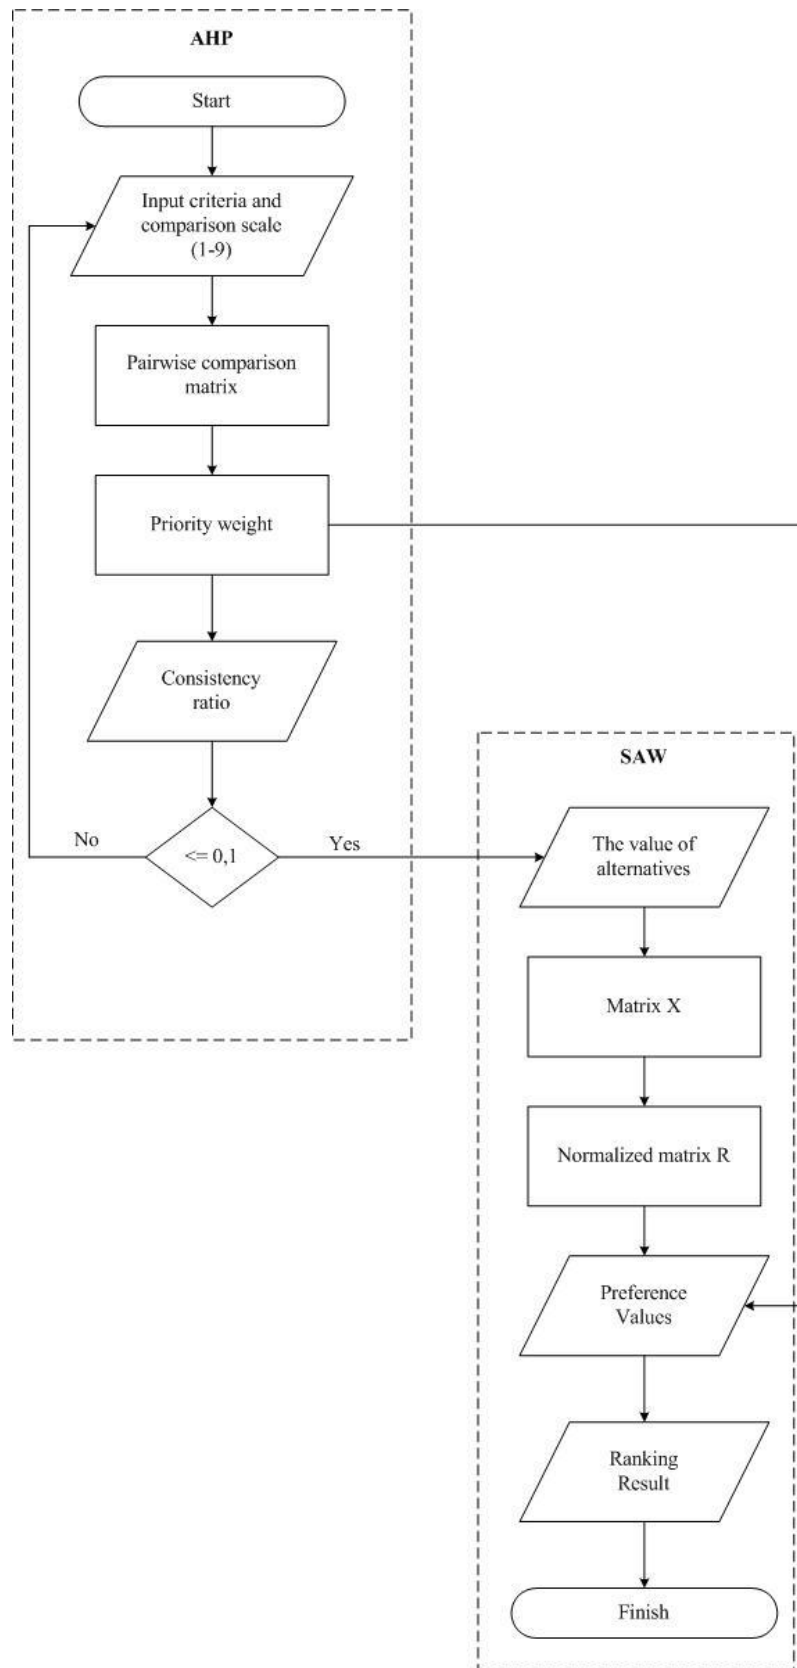 AHP
Start
Input criteria and
comparison scale
(1-9)
Pairwise comparison
matrix
Priority weight
Consistency
ratio
No
<= 0,1
Yes
SAW
The value of
alternatives
Matrix X
Normalized matrix R
Preference
Values
Ranking
Result
Finish